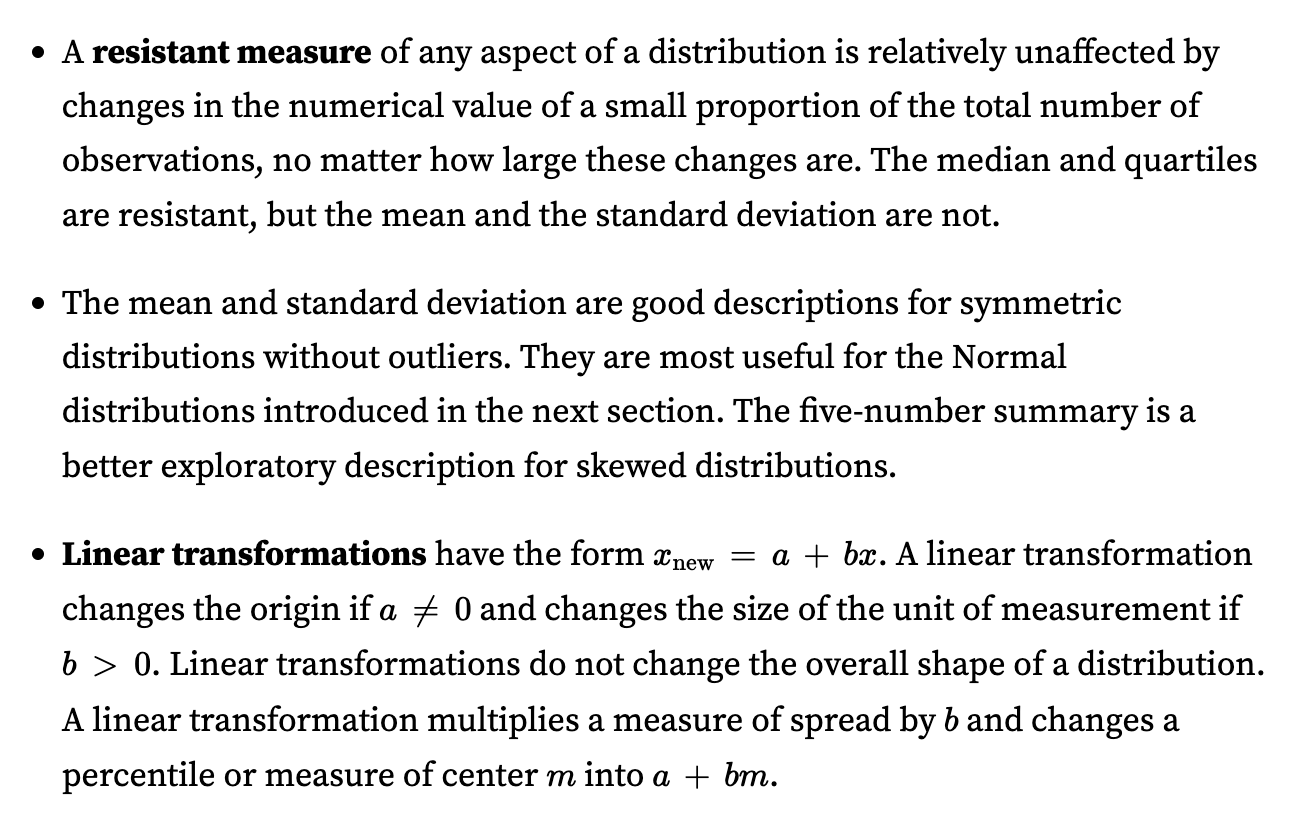 • A resistant measure of any aspect of a distribution is relatively unaffected by
changes in the numerical value of a small proportion of the total number of
observations, no matter how large these changes are. The median and quartiles
are resistant, but the mean and the standard deviation are not.
• The mean and standard deviation are good descriptions for symmetric
distributions without outliers. They are most useful for the Normal
distributions introduced in the next section. The five-number summary is a
better exploratory description for skewed distributions.
• Linear transformations have the form x_new = a + bx. A linear transformation
changes the origin if a ≠ 0 and changes the size of the unit of measurement if
b > 0. Linear transformations do not change the overall shape of a distribution.
A linear transformation multiplies a measure of spread by b and changes a
percentile or measure of center m into a + bm.